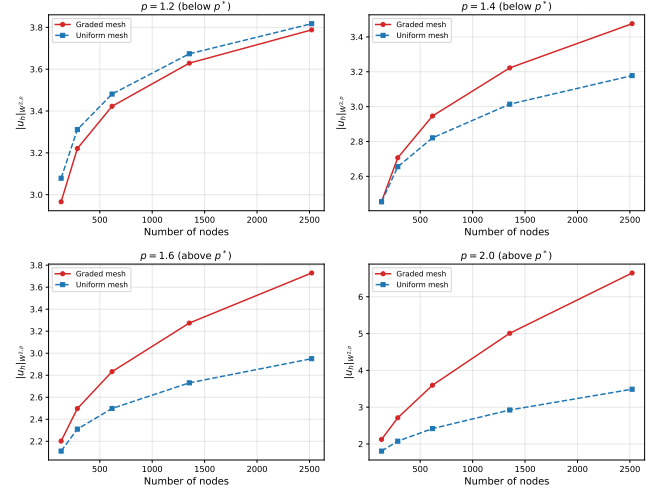 p = 1.2 (below p*)
Graded mesh
Uniform mesh
|u_h|_{W^{2,p}}
3.8
3.6
3.4
3.2
3.0
500 1000 1500 2000 2500
Number of nodes
p = 1.4 (below p*)
Graded mesh
Uniform mesh
|u_h|_{W^{2,p}}
3.4
3.2
3.0
2.8
2.6
500 1000 1500 2000 2500
Number of nodes
p = 1.6 (above p*)
Graded mesh
Uniform mesh
|u_h|_{W^{2,p}}
3.8
3.6
3.4
3.2
3.0
2.8
2.6
2.4
2.2
500 1000 1500 2000 2500
Number of nodes
p = 2.0 (above p*)
Graded mesh
Uniform mesh
|u_h|_{W^{2,p}}
6
5
4
3
2
500 1000 1500 2000 2500
Number of nodes